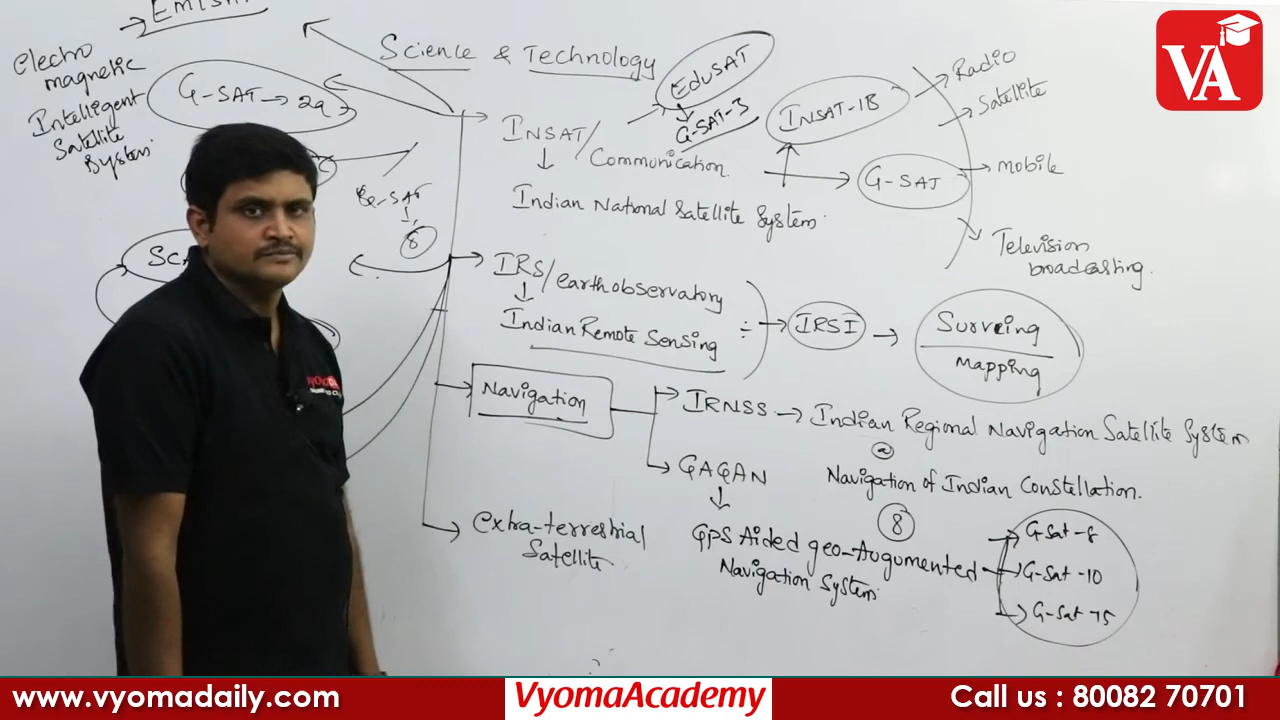 EMISAT
electro
magnetic
Intelligent
Satellite
System.
G-SAT → 29
Science & Technology
EduSAT
G-SAT-3
INSAT/
Communication.
Indian National Satellite System.
INSAT-1B
G-SAT
Radio
Satellite
mobile
Television
broadcasting.
8
IRS/earth observatory
Indian Remote Sensing
IRSI
Surveing
mapping
Navigation
IRNSS → Indian Regional Navigation Satellite System
Navigation of Indian Constellation.
8
GAGAN
GPS Aided geo-Augumented
Navigation System.
G-Sat-8
G-Sat-10
G-Sat-15
extra-terrestrial
Satellite
VA
VYOMA
www.vyomadaily.com
VyomaAcademy
Call us : 80082 70701